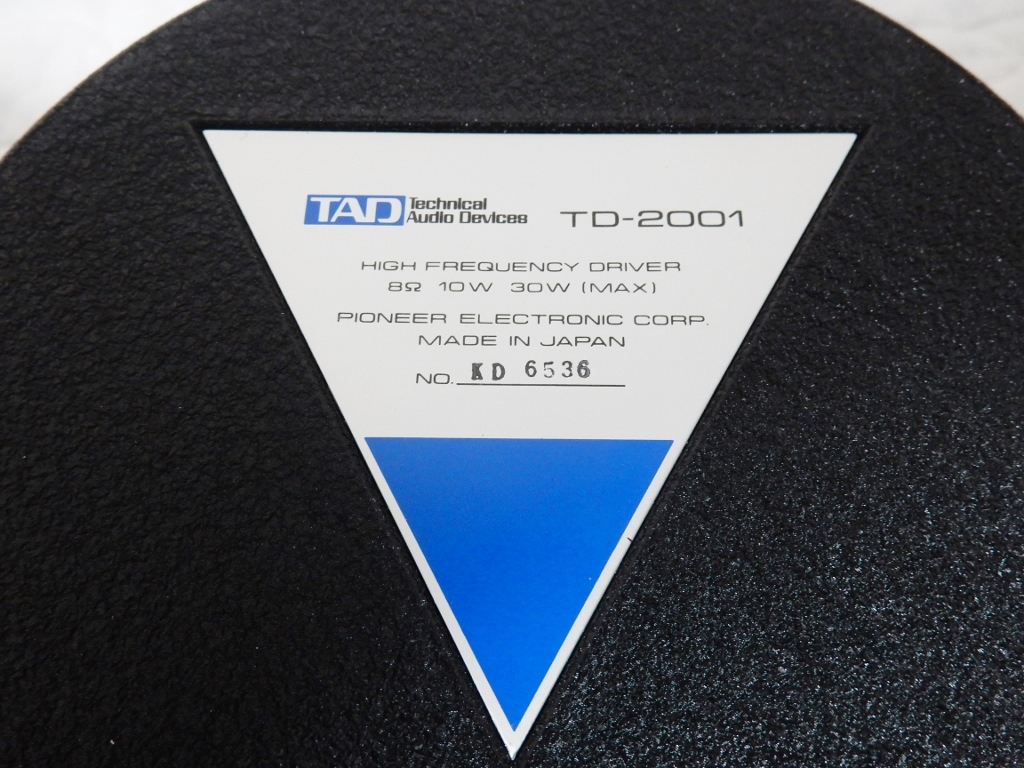 TAD Technical
Audio Devices
TD-2001
HIGH FREQUENCY DRIVER
8Ω 10W 30W (MAX)
PIONEER ELECTRONIC CORP.
MADE IN JAPAN
NO. KD 6536